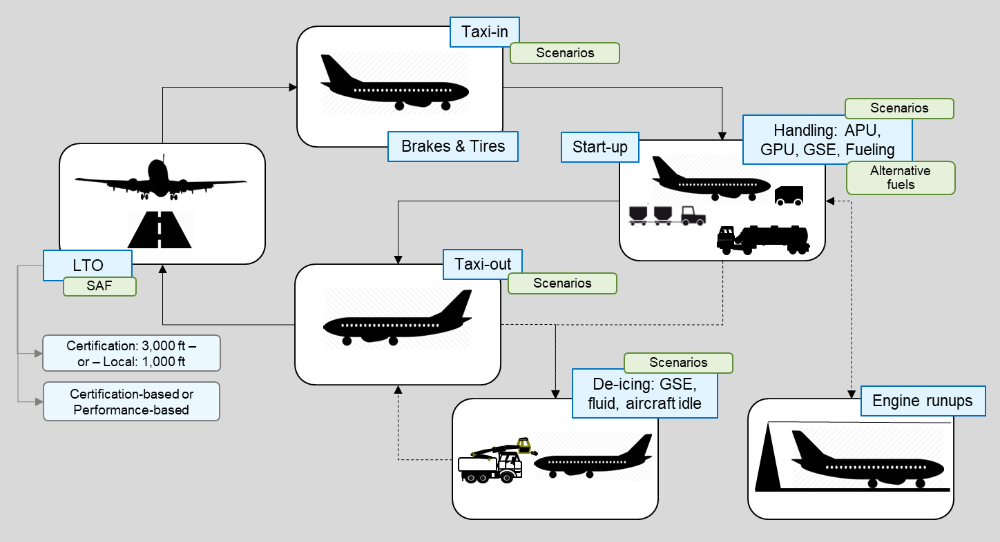 Taxi-in
Scenarios
Brakes & Tires
Scenarios
Handling: APU,
GPU, GSE, Fueling
Alternative
fuels
Start-up
LTO
SAF
Taxi-out
Scenarios
Certification: 3,000 ft –
or – Local: 1,000 ft
Certification-based or
Performance-based
Scenarios
De-icing: GSE,
fluid, aircraft idle
Engine runups